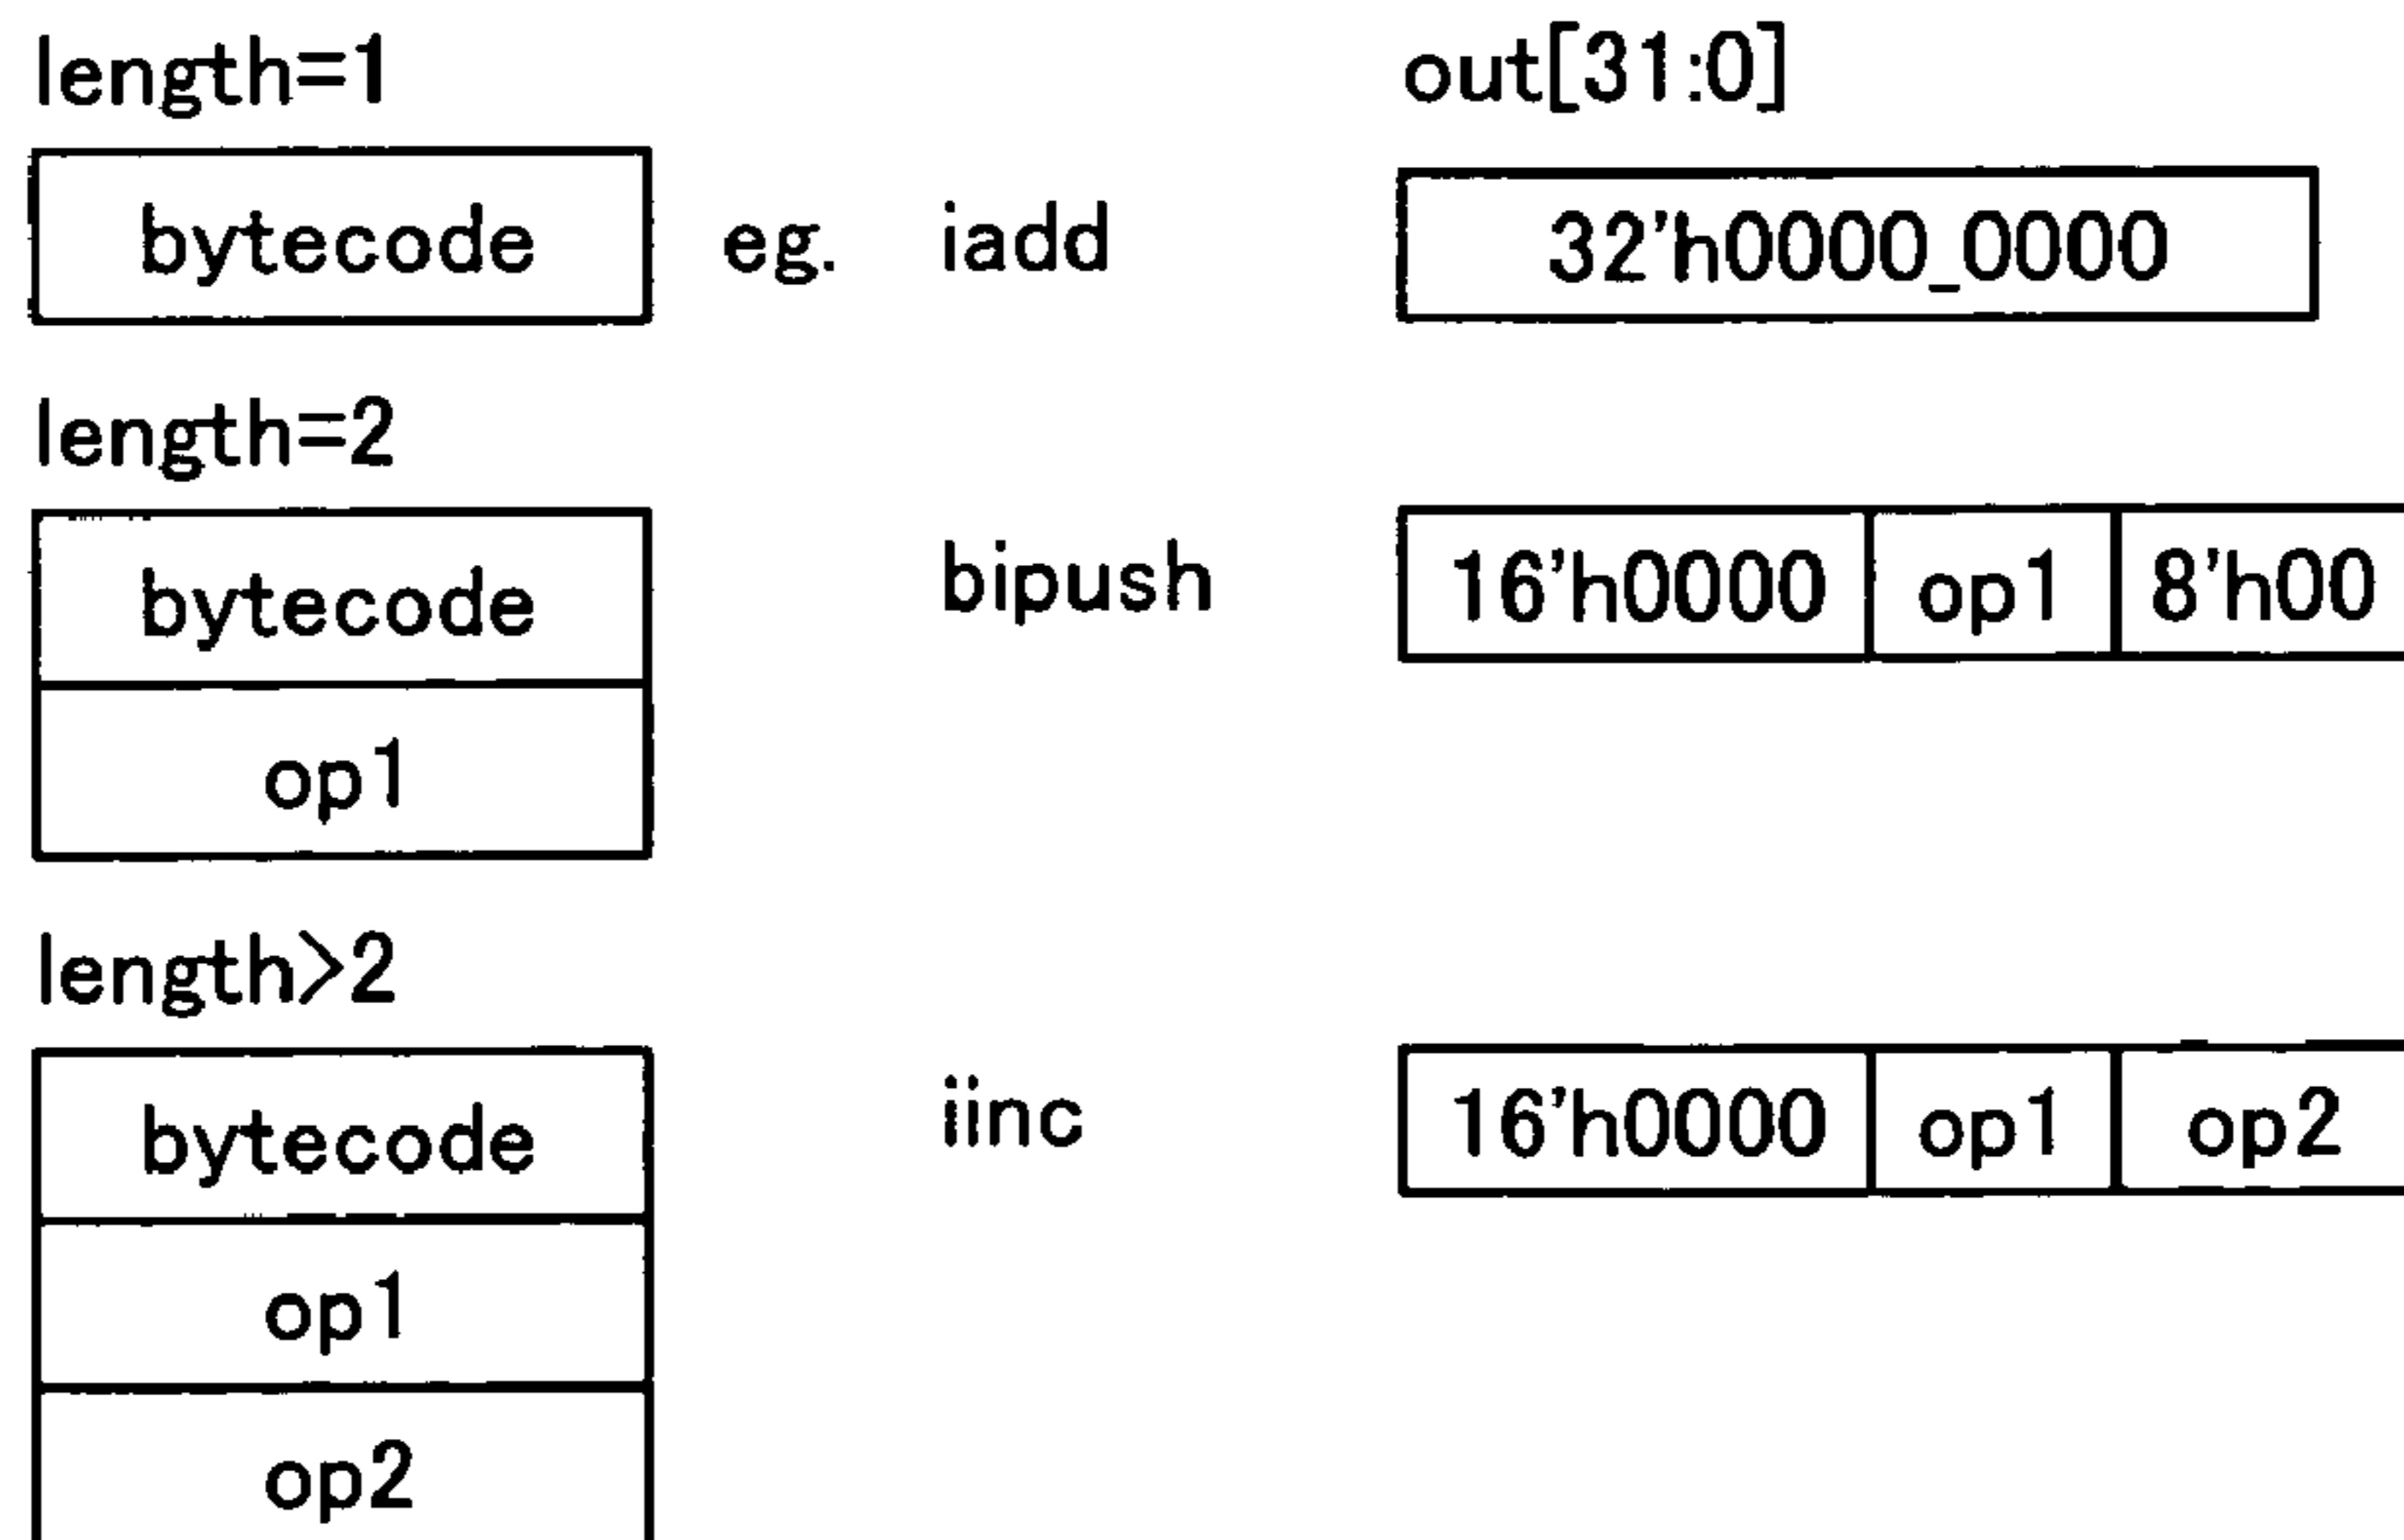 length=1 out[31:0]
bytecode eg. iadd 32'h0000_0000
length=2
bytecode bipush 16'h0000 op1 8'h00
op1
length>2
bytecode iinc 16'h0000 op1 op2
op1
op2